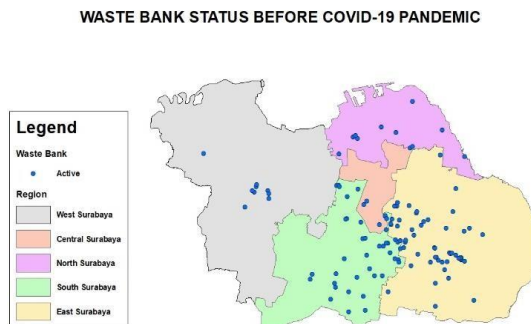 WASTE BANK STATUS BEFORE COVID-19 PANDEMIC
Legend
Waste Bank
Active
Region
West Surabaya
Central Surabaya
North Surabaya
South Surabaya
East Surabaya